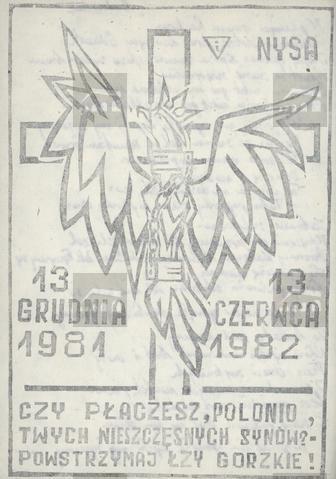 NYSA
13
GRUDNIA
1981
13
CZERWCA
1982
CZY PŁACZESZ, POLONIO,
TWYCH NIESZCZĘSNYCH SYNÓW?-
POWSTRZYMAJ ŁZY GORZKIE!